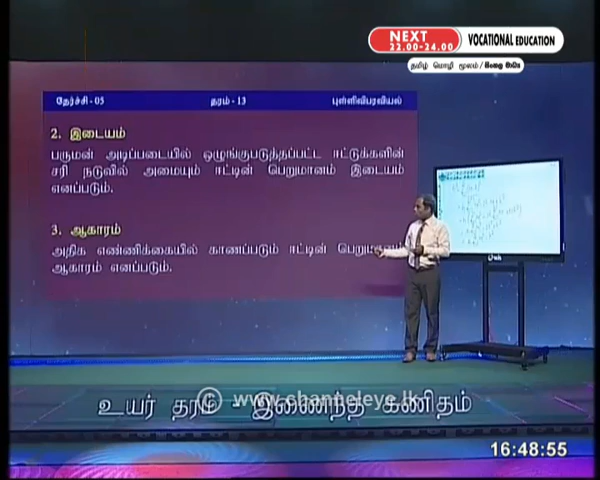 NEXT
22.00-24.00
VOCATIONAL EDUCATION
தமிழ் மொழி மூலம் / සිංහල මාධ්‍ය
தேர்ச்சி - 05 தரம் - 13 புள்ளிவிபரவியல்
2. இடையம்
பருமன் அடிப்படையில் ஒழுங்குபடுத்தப்பட்ட ஈட்டுக்களின்
சரி நடுவில் அமையும் ஈட்டின் பெறுமானம் இடையம்
எனப்படும்.
3. ஆகாரம்
அதிக எண்ணிக்கையில் காணப்படும் ஈட்டின் பெறுமானம்
ஆகாரம் எனப்படும்.
© www.channeleye.lk
உயர் தரம் - இணைந்த கணிதம்
16:48:55